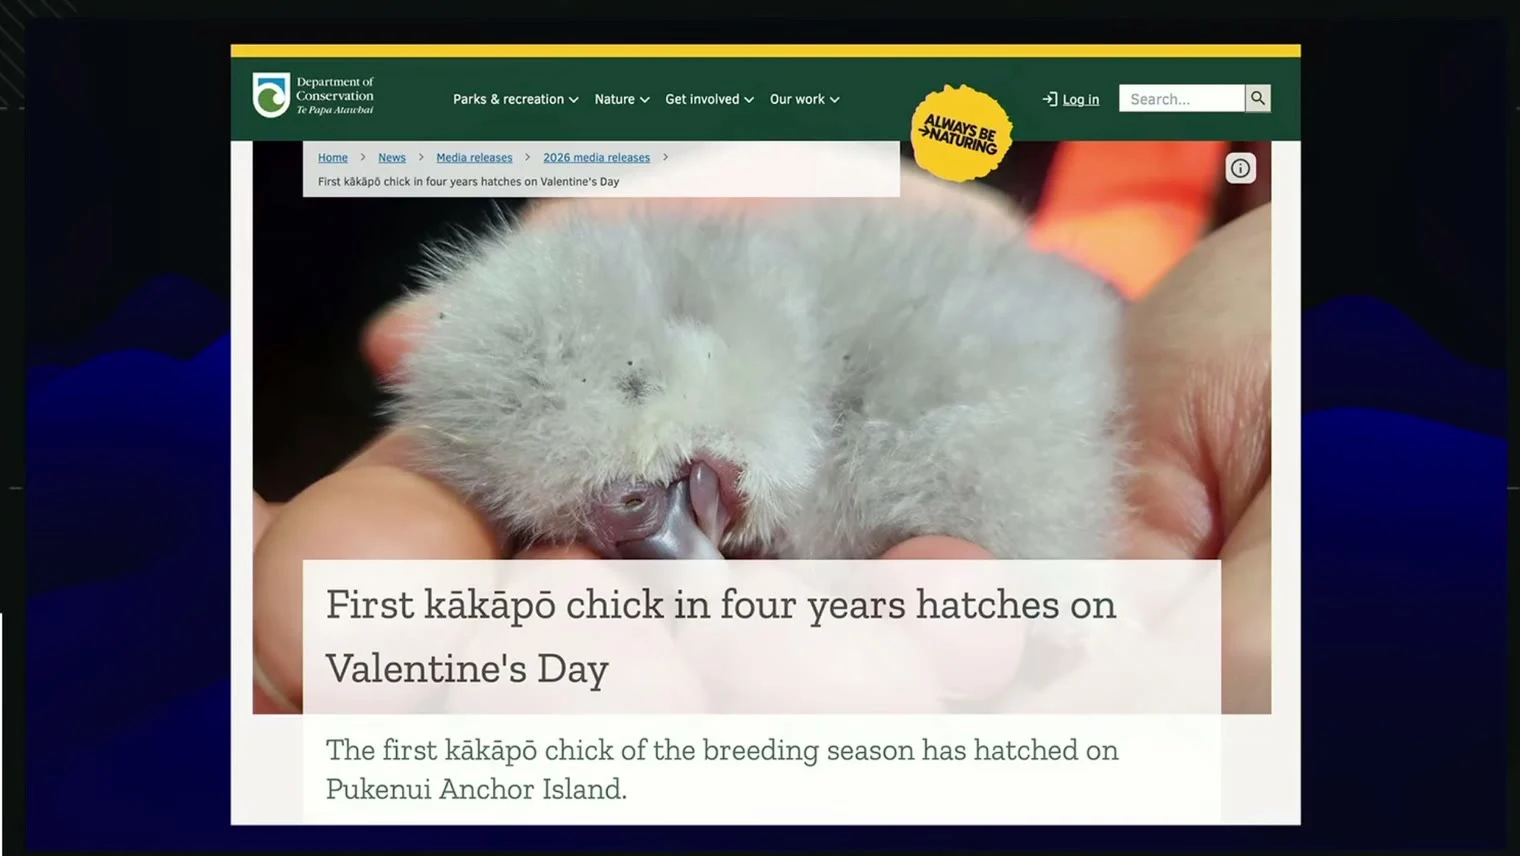 Department of
Conservation
Te Papa Atawhai
Parks & recreation
Nature
Get involved
Our work
ALWAYS BE
→NATURING
Log in
Search...
Home > News > Media releases > 2026 media releases >
First kākāpō chick in four years hatches on Valentine's Day
First kākāpō chick in four years hatches on
Valentine's Day
The first kākāpō chick of the breeding season has hatched on
Pukenui Anchor Island.